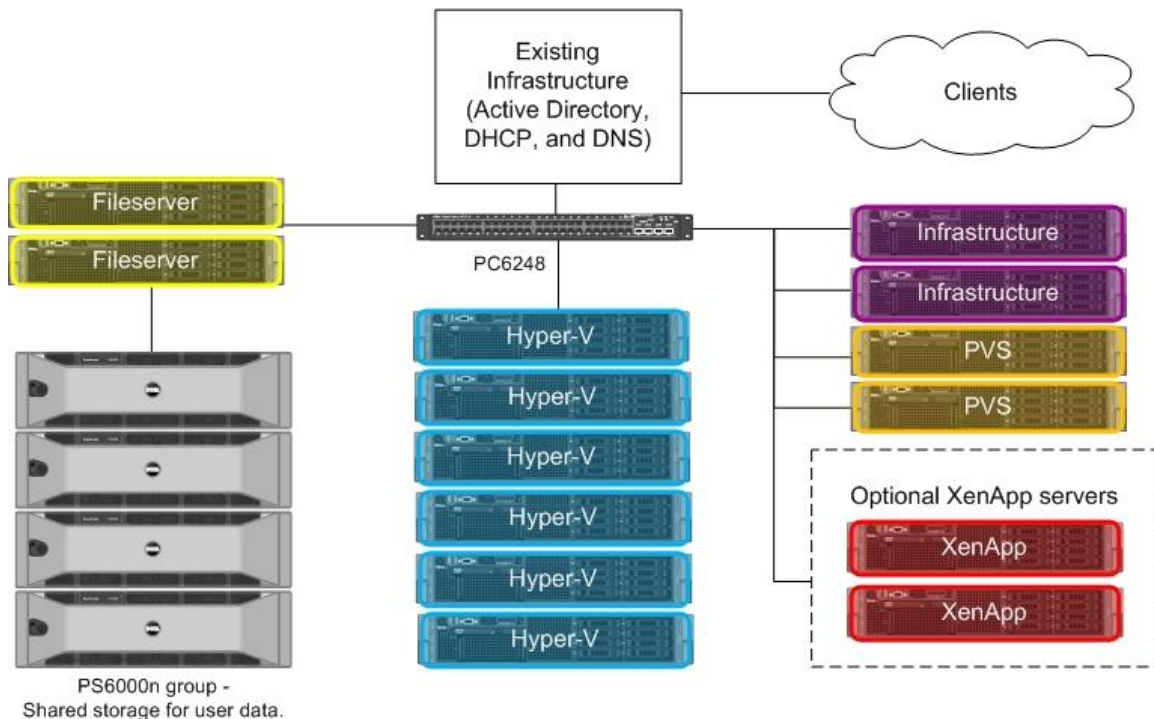 Existing
Infrastructure
(Active Directory,
DHCP, and DNS)
Clients
Fileserver
Fileserver
PC6248
Infrastructure
Infrastructure
PVS
PVS
Hyper-V
Hyper-V
Hyper-V
Hyper-V
Hyper-V
Hyper-V
Optional XenApp servers
XenApp
XenApp
PS6000n group -
Shared storage for user data.